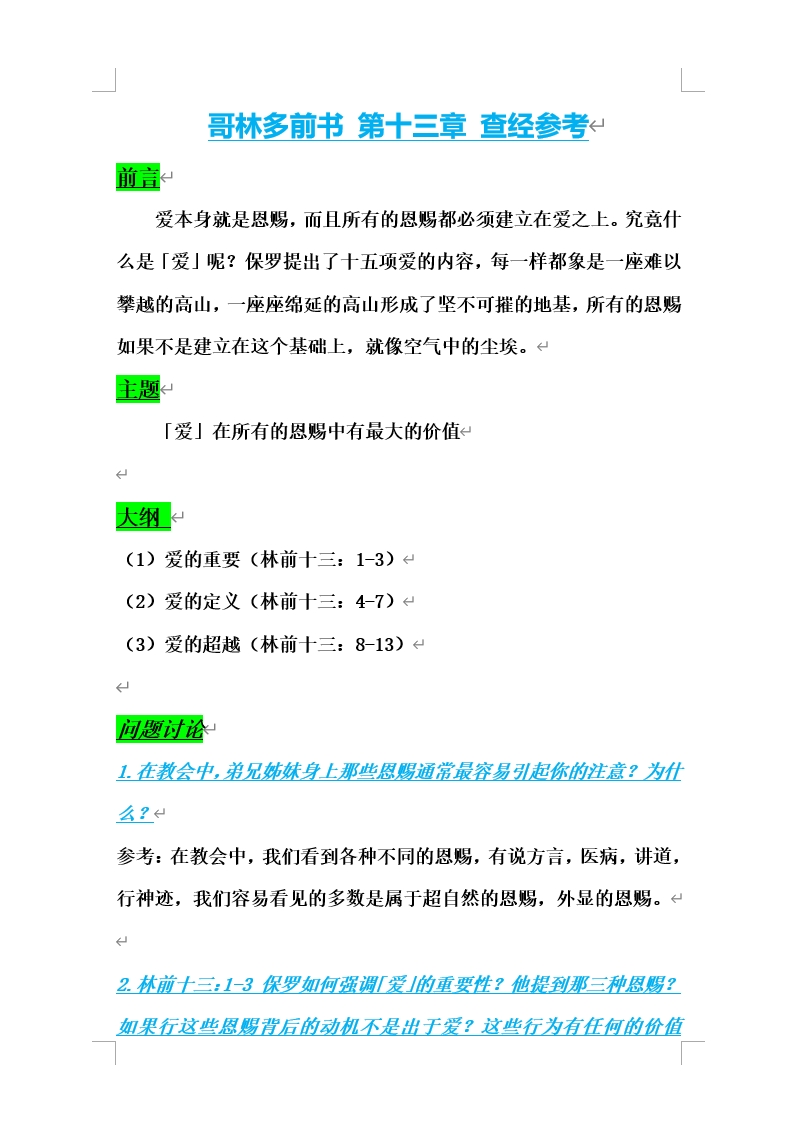 哥林多前书 第十三章 查经参考
前言
爱本身就是恩赐，而且所有的恩赐都必须建立在爱之上。究竟什
么是「爱」呢？保罗提出了十五项爱的内容，每一样都象是一座难以
攀越的高山，一座座绵延的高山形成了坚不可摧的地基，所有的恩赐
如果不是建立在这个基础上，就像空气中的尘埃。
主题
「爱」在所有的恩赐中有最大的价值
大纲
（1）爱的重要（林前十三：1-3）
（2）爱的定义（林前十三：4-7）
（3）爱的超越（林前十三：8-13）
问题讨论
1.在教会中，弟兄姊妹身上那些恩赐通常最容易引起你的注意？为什
么？
参考：在教会中，我们看到各种不同的恩赐，有说方言，医病，讲道，
行神迹，我们容易看见的多数是属于超自然的恩赐，外显的恩赐。
2.林前十三：1-3 保罗如何强调「爱」的重要性？他提到那三种恩赐？
如果行这些恩赐背后的动机不是出于爱？这些行为有任何的价值